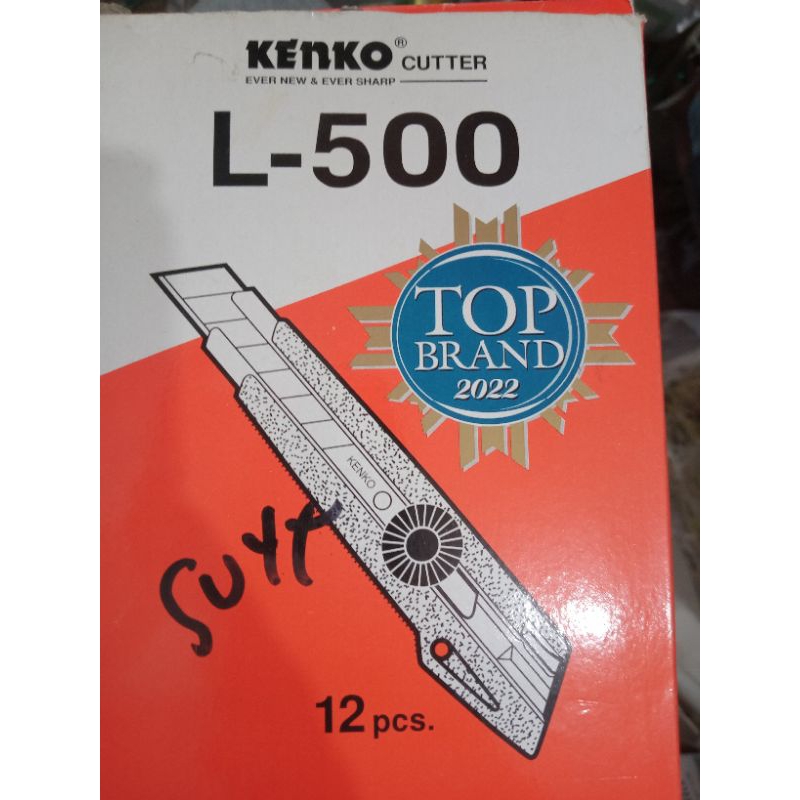 KENKO® CUTTER
EVER NEW & EVER SHARP
L-500
TOP
BRAND
2022
KENKO
12 pcs.